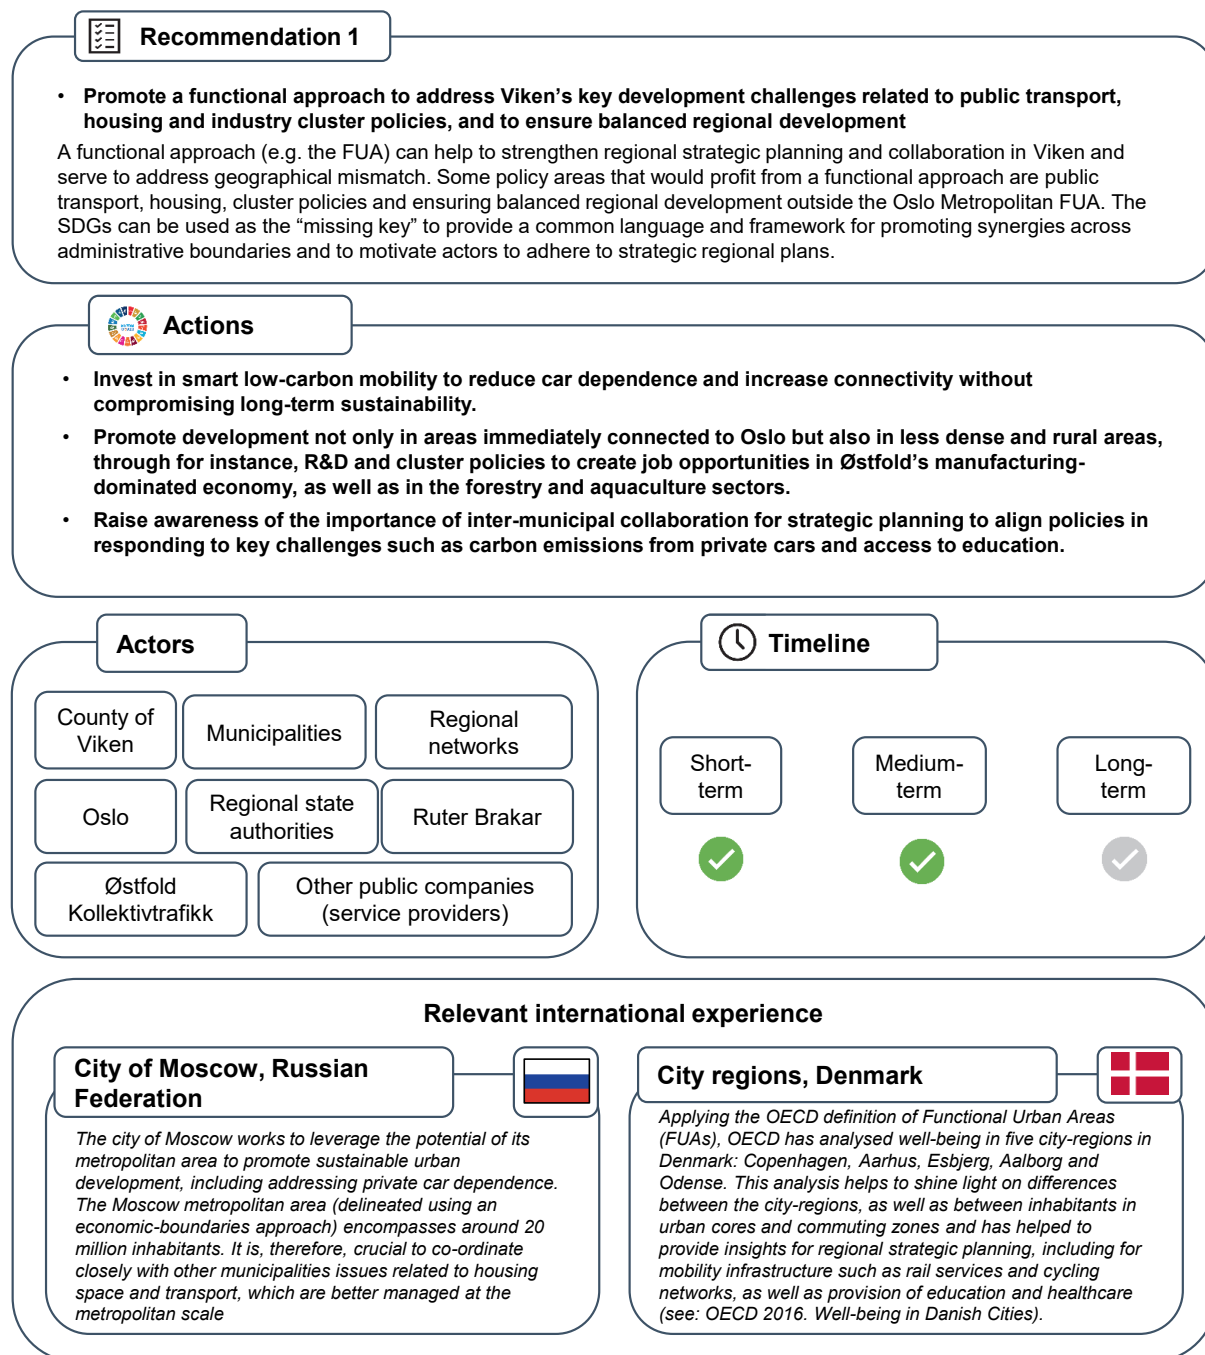 Recommendation 1
• Promote a functional approach to address Viken's key development challenges related to public transport,
housing and industry cluster policies, and to ensure balanced regional development
A functional approach (e.g. the FUA) can help to strengthen regional strategic planning and collaboration in Viken and
serve to address geographical mismatch. Some policy areas that would profit from a functional approach are public
transport, housing, cluster policies and ensuring balanced regional development outside the Oslo Metropolitan FUA. The
SDGs can be used as the “missing key” to provide a common language and framework for promoting synergies across
administrative boundaries and to motivate actors to adhere to strategic regional plans.
Actions
• Invest in smart low-carbon mobility to reduce car dependence and increase connectivity without
compromising long-term sustainability.
• Promote development not only in areas immediately connected to Oslo but also in less dense and rural areas,
through for instance, R&D and cluster policies to create job opportunities in Østfold's manufacturing-
dominated economy, as well as in the forestry and aquaculture sectors.
• Raise awareness of the importance of inter-municipal collaboration for strategic planning to align policies in
responding to key challenges such as carbon emissions from private cars and access to education.
Actors
County of
Viken
Municipalities
Regional
networks
Oslo
Regional state
authorities
Ruter Brakar
Østfold
Kollektivtrafikk
Other public companies
(service providers)
Timeline
Short-
term
Medium-
term
Long-
term
Relevant international experience
City of Moscow, Russian
Federation
The city of Moscow works to leverage the potential of its
metropolitan area to promote sustainable urban
development, including addressing private car dependence.
The Moscow metropolitan area (delineated using an
economic-boundaries approach) encompasses around 20
million inhabitants. It is, therefore, crucial to co-ordinate
closely with other municipalities issues related to housing
space and transport, which are better managed at the
metropolitan scale
City regions, Denmark
Applying the OECD definition of Functional Urban Areas
(FUAs), OECD has analysed well-being in five city-regions in
Denmark: Copenhagen, Aarhus, Esbjerg, Aalborg and
Odense. This analysis helps to shine light on differences
between the city-regions, as well as between inhabitants in
urban cores and commuting zones and has helped to
provide insights for regional strategic planning, including for
mobility infrastructure such as rail services and cycling
networks, as well as provision of education and healthcare
(see: OECD 2016. Well-being in Danish Cities).